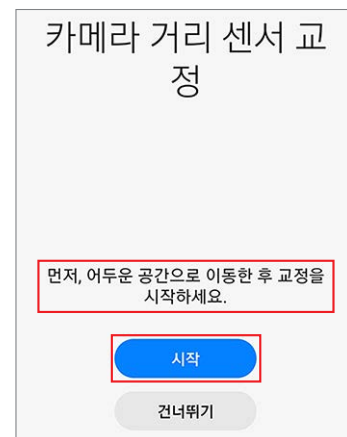 카메라 거리 센서 교
정
먼저, 어두운 공간으로 이동한 후 교정을
시작하세요.
시작
건너뛰기